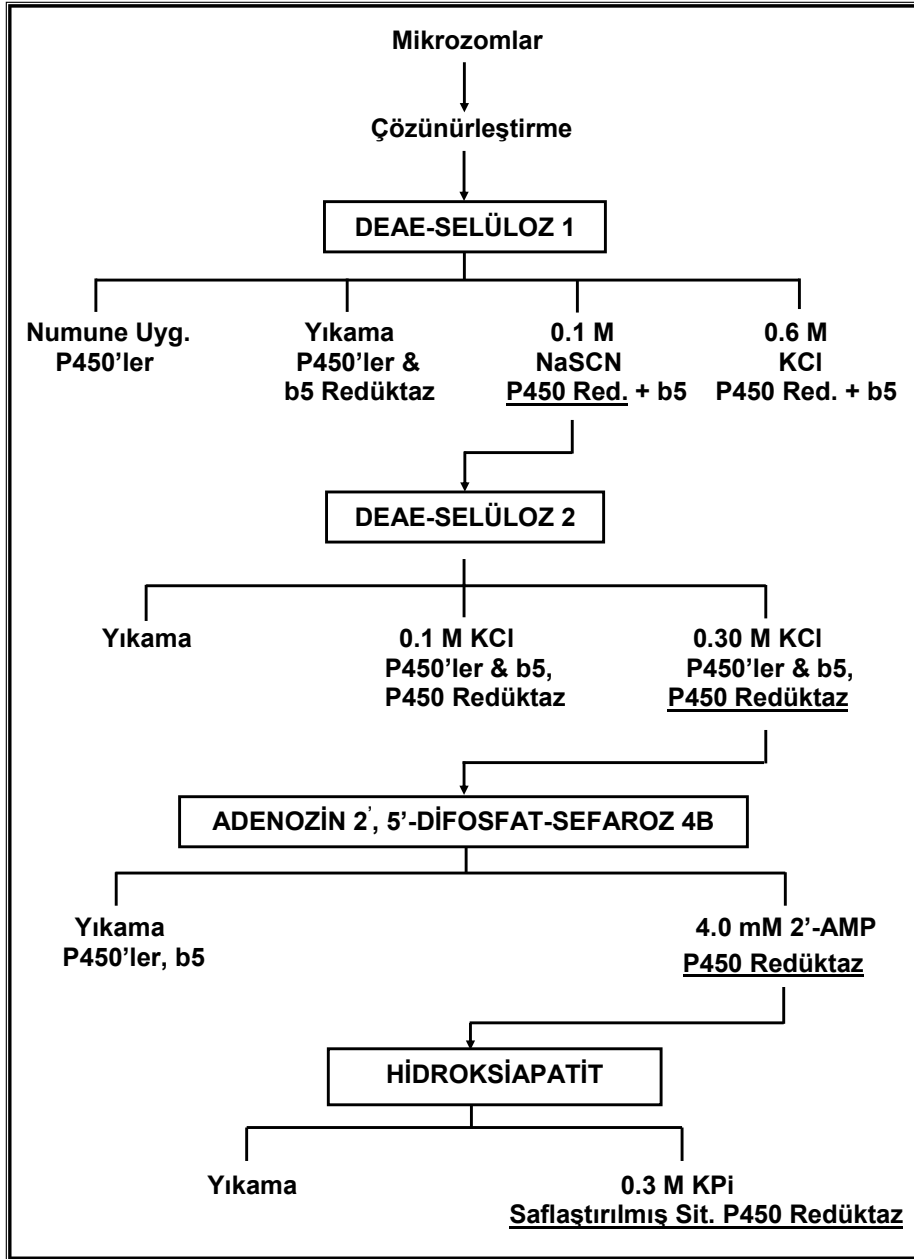 Mikrozomlar
Çözünürleştirme
DEAE-SELÜLOZ 1
Numune Uyg.
P450’ler
Yıkama
P450’ler &
b5 Redüktaz
0.1 M
NaSCN
P450 Red. + b5
0.6 M
KCl
P450 Red. + b5
DEAE-SELÜLOZ 2
Yıkama
0.1 M KCl
P450’ler & b5,
P450 Redüktaz
0.30 M KCl
P450’ler & b5,
P450 Redüktaz
ADENOZİN 2’, 5’-DİFOSFAT-SEFAROZ 4B
Yıkama
P450’ler, b5
4.0 mM 2’-AMP
P450 Redüktaz
HİDROKSİAPATİT
Yıkama
0.3 M KPi
Saflaştırılmış Sit. P450 Redüktaz